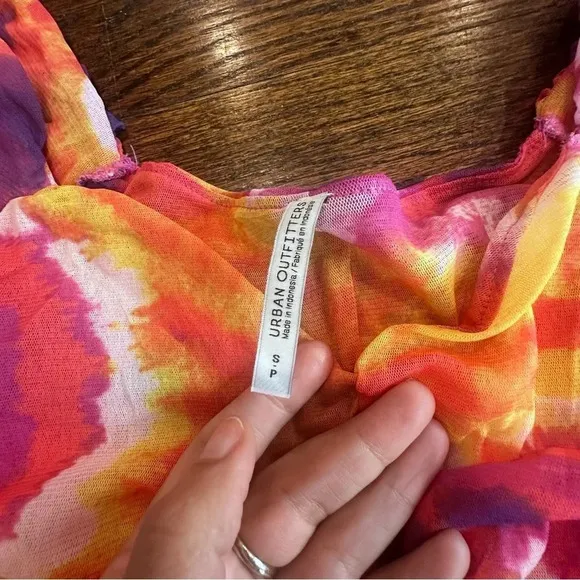 URBAN OUTFITTERS
Made in Indonesia / Fabriqué en Indonésie
S·P